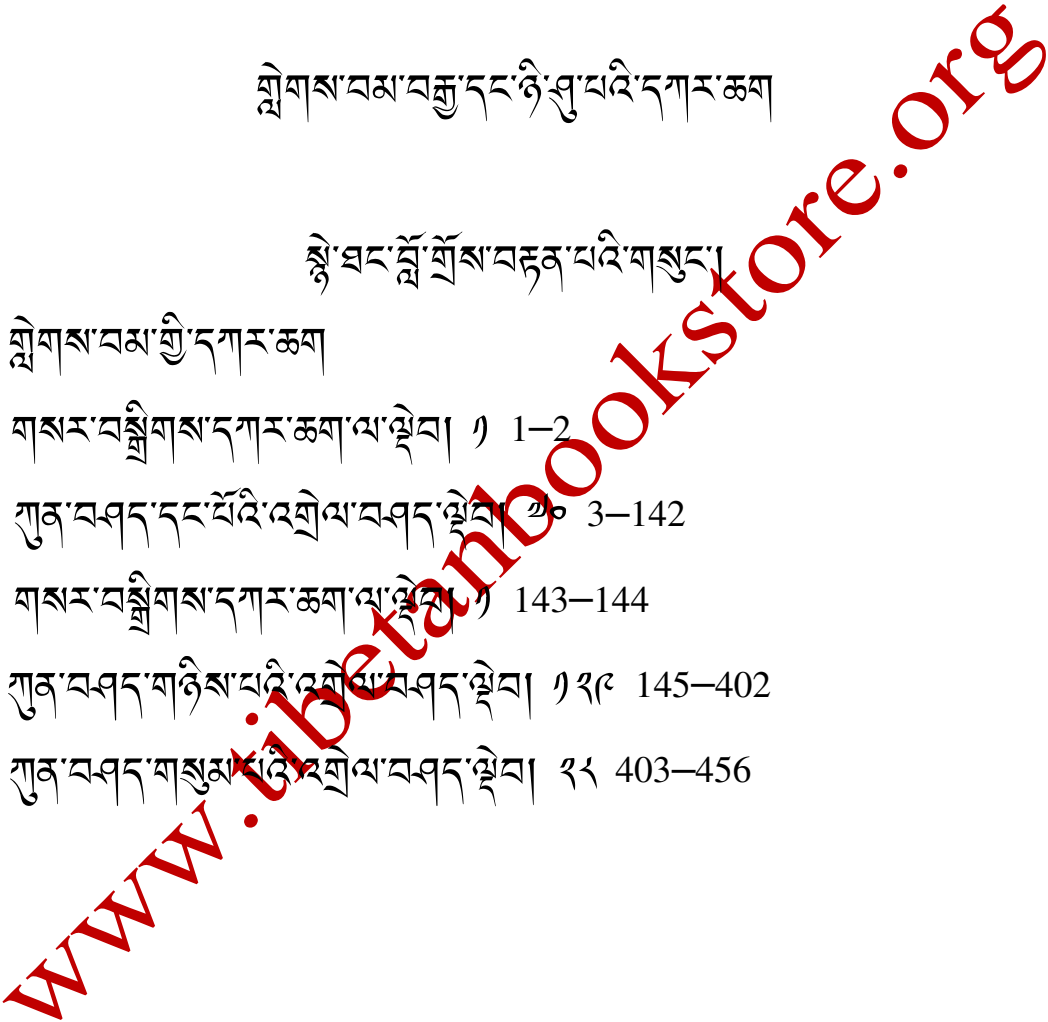 གླེགས་བམ་བརྒྱ་དང་ཉི་ཤུ་པའི་དཀར་ཆག
སྙེ་ཐང་བློ་གྲོས་བརྟན་པའི་གསུང་།
གླེགས་བམ་གྱི་དཀར་ཆག
གསར་བསྒྲིགས་དཀར་ཆག་ལ་ལྡེབ། ༡ 1–2
ཀུན་བཤད་དང་པོའི་འགྲེལ་བཤད་ལྡེབ། ༧༠ 3–142
གསར་བསྒྲིགས་དཀར་ཆག་ལ་ལྡེབ། ༡ 143–144
ཀུན་བཤད་གཉིས་པའི་འགྲེལ་བཤད་ལྡེབ། ༡༢༩ 145–402
ཀུན་བཤད་གསུམ་པའི་འགྲེལ་བཤད་ལྡེབ། ༢༨ 403–456
www.tibetanbookstore.org